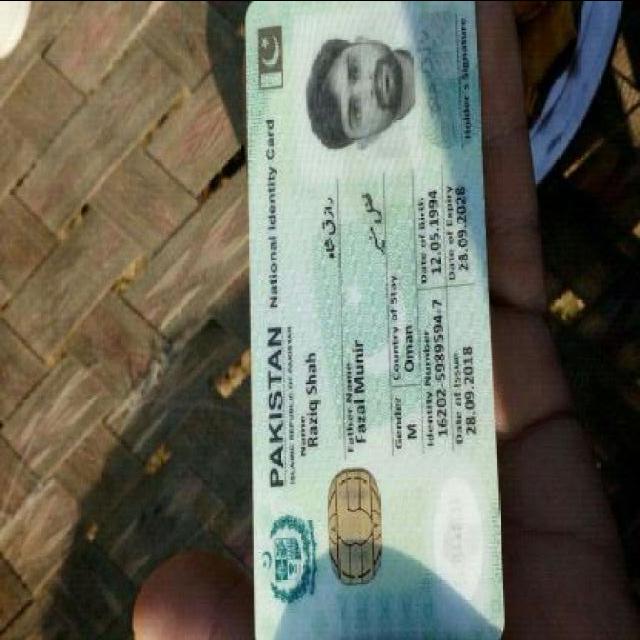 PAKISTAN National Identity Card
ISLAMIC REPUBLIC OF PAKISTAN
Name
Raziq Shah
رازق شاہ
Father Name
Fazal Munir
فضل منیر
Gender Country of Stay
M Oman
Identity Number Date of Birth
16202-5989594-7 12.05.1994
Date of Issue Date of Expiry
28.09.2018 28.09.2028
Holder's Signature